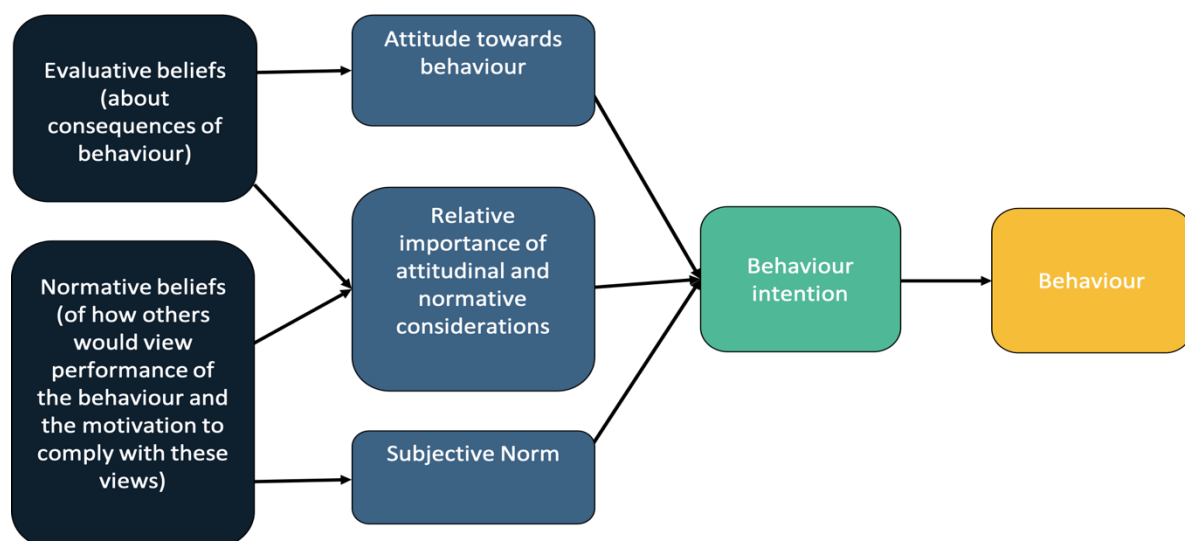 Evaluative beliefs
(about
consequences of
behaviour)
Normative beliefs
(of how others
would view
performance of
the behaviour and
the motivation to
comply with these
views)
Attitude towards
behaviour
Relative
importance of
attitudinal and
normative
considerations
Subjective Norm
Behaviour
intention
Behaviour